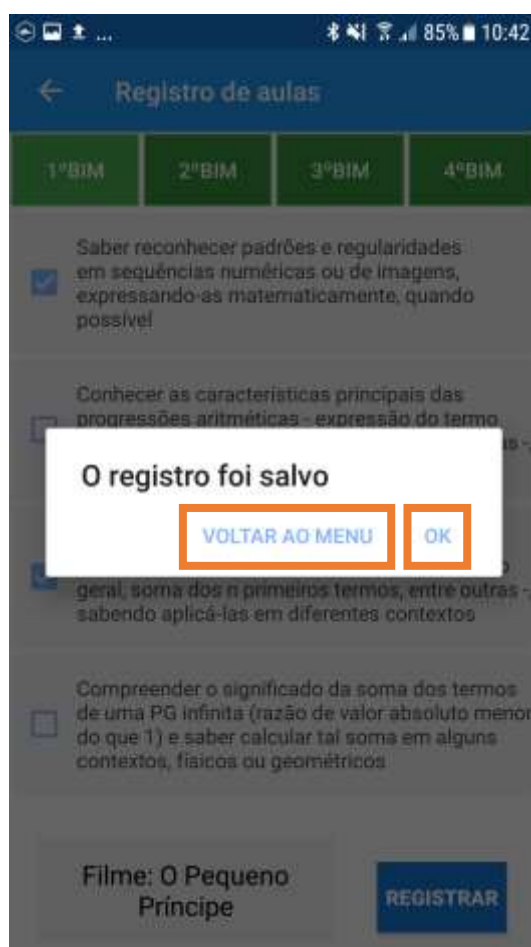 ... 85% 10:42
Registro de aulas
1ºBIM 2ºBIM 3ºBIM 4ºBIM
Saber reconhecer padrões e regularidades
em sequências numéricas ou de imagens,
expressando-as matematicamente, quando
possível
Conhecer as características principais das
progressões aritméticas - expressão do termo
as -,
O registro foi salvo
VOLTAR AO MENU OK
geral, soma dos n primeiros termos, entre outras -,
sabendo aplicá-las em diferentes contextos
Compreender o significado da soma dos termos
de uma PG infinita (razão de valor absoluto menor
do que 1) e saber calcular tal soma em alguns
contextos, físicos ou geométricos
Filme: O Pequeno
Príncipe
REGISTRAR